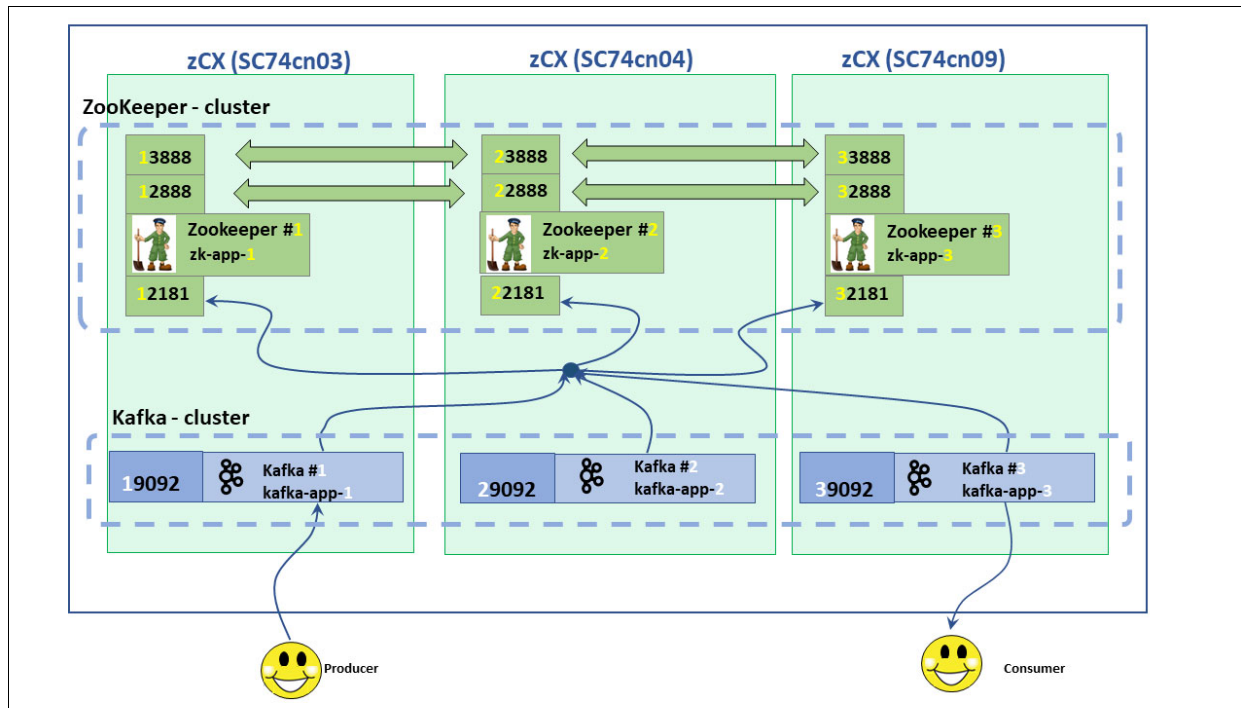 zCX (SC74cn03)
zCX (SC74cn04)
zCX (SC74cn09)
ZooKeeper - cluster
13888
23888
33888
12888
22888
32888
Zookeeper #1
zk-app-1
Zookeeper #2
zk-app-2
Zookeeper #3
zk-app-3
12181
22181
32181
Kafka - cluster
19092
Kafka #1
kafka-app-1
29092
Kafka #2
kafka-app-2
39092
Kafka #3
kafka-app-3
Producer
Consumer